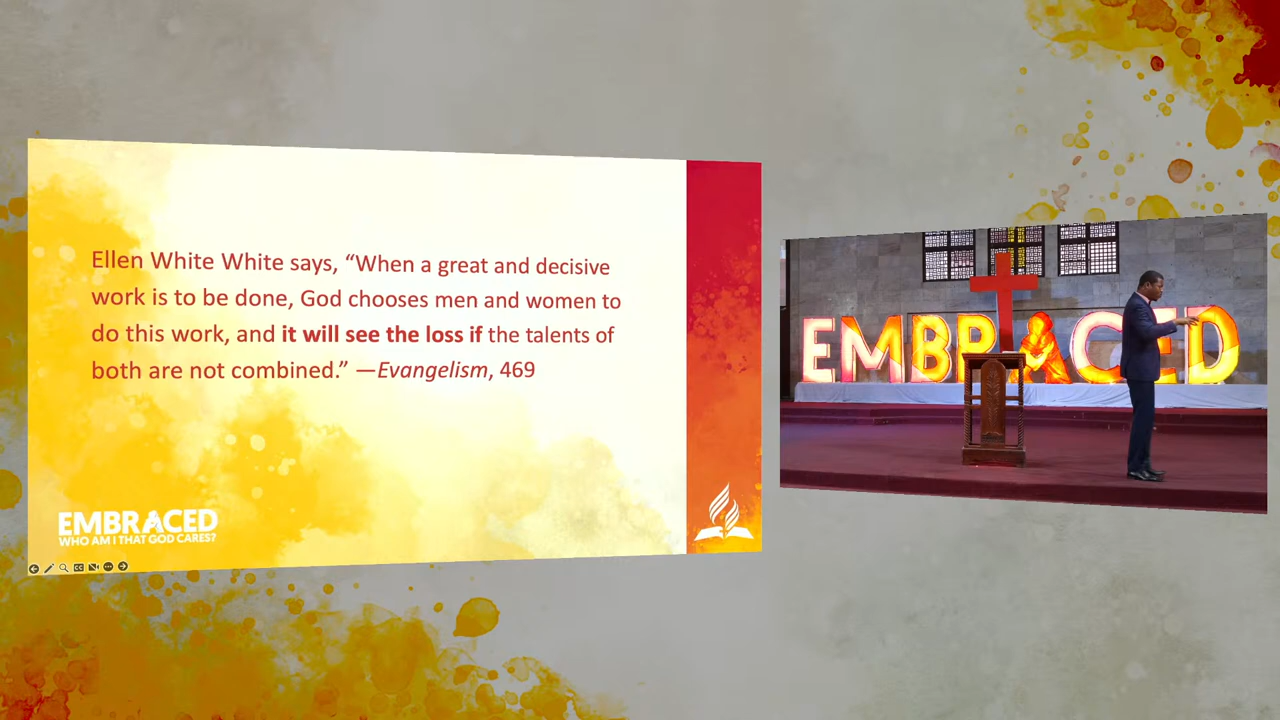 Ellen White White says, “When a great and decisive
work is to be done, God chooses men and women to
do this work, and it will see the loss if the talents of
both are not combined.” —Evangelism, 469
EMBRACED
WHO AM I THAT GOD CARES?
EMBRACED